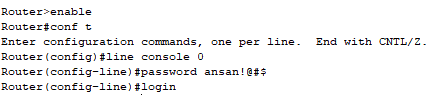 Router>enable
Router#conf t
Enter configuration commands, one per line.  End with CNTL/Z.
Router(config)#line console 0
Router(config-line)#password ansan!@#$
Router(config-line)#login